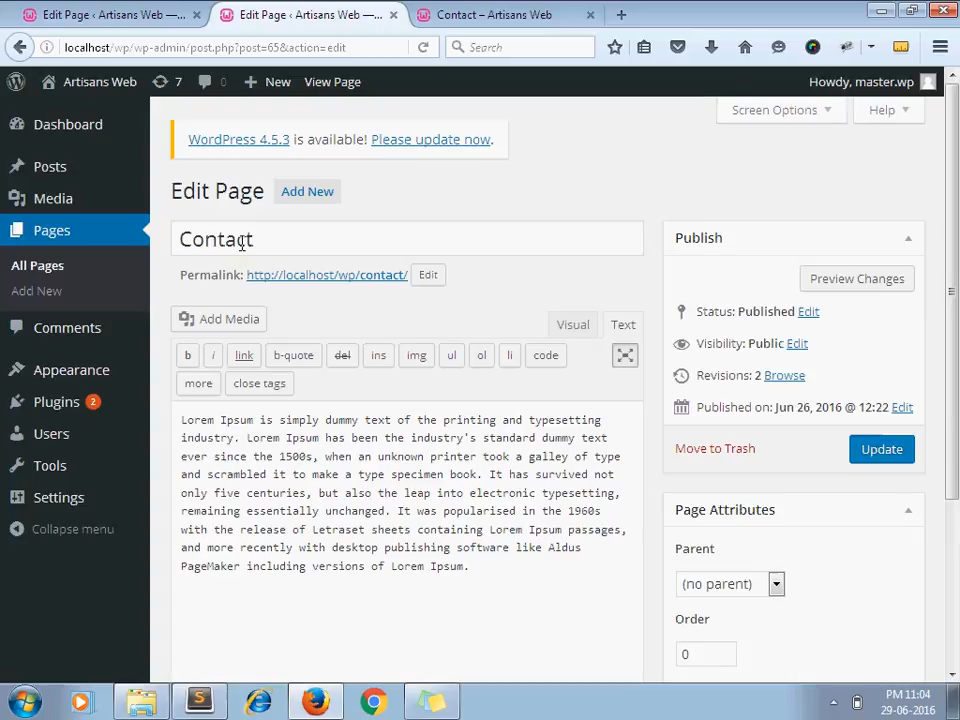 Edit Page ‹ Artisans Web —...
Edit Page ‹ Artisans Web —...
Contact – Artisans Web
localhost/wp/wp-admin/post.php?post=65&action=edit
Search
Artisans Web
7
0
New
View Page
Howdy, master.wp
Dashboard
Posts
Media
Pages
All Pages
Add New
Comments
Appearance
Plugins 2
Users
Tools
Settings
Collapse menu
Screen Options
Help
WordPress 4.5.3 is available! Please update now.
Edit Page
Add New
Contact
Permalink: http://localhost/wp/contact/
Edit
Add Media
Visual
Text
b
i
link
b-quote
del
ins
img
ul
ol
li
code
more
close tags
Lorem Ipsum is simply dummy text of the printing and typesetting
industry. Lorem Ipsum has been the industry's standard dummy text
ever since the 1500s, when an unknown printer took a galley of type
and scrambled it to make a type specimen book. It has survived not
only five centuries, but also the leap into electronic typesetting,
remaining essentially unchanged. It was popularised in the 1960s
with the release of Letraset sheets containing Lorem Ipsum passages,
and more recently with desktop publishing software like Aldus
PageMaker including versions of Lorem Ipsum.
Publish
Preview Changes
Status: Published Edit
Visibility: Public Edit
Revisions: 2 Browse
Published on: Jun 26, 2016 @ 12:22 Edit
Move to Trash
Update
Page Attributes
Parent
(no parent)
Order
0
PM 11:04
29-06-2016